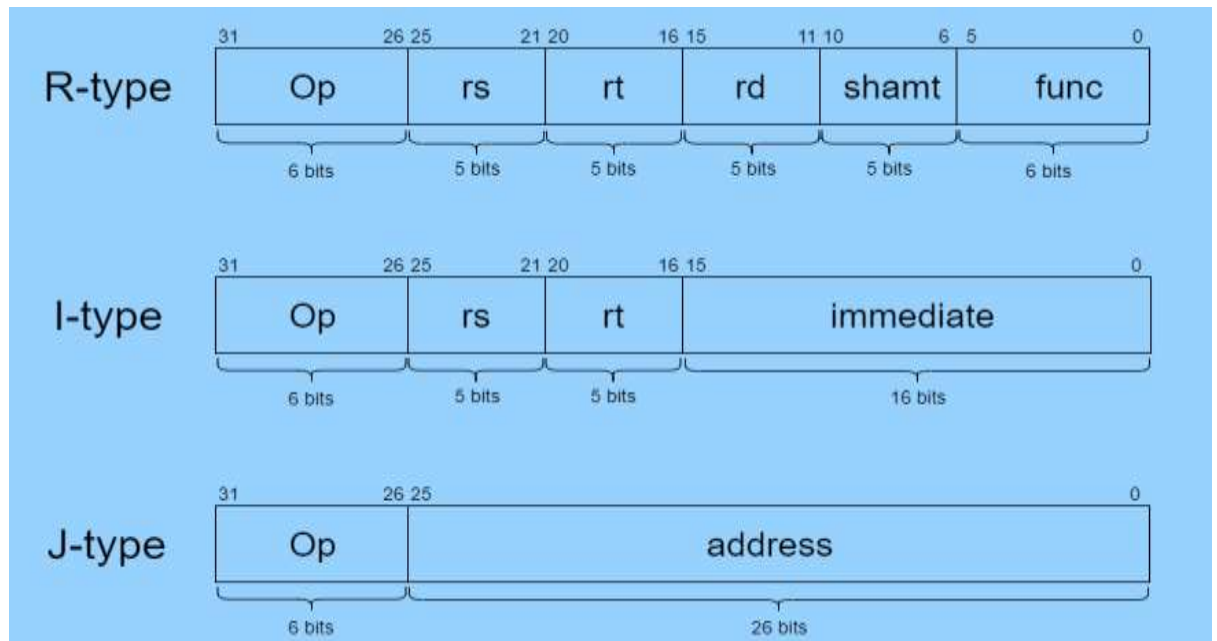 31 26 25 21 20 16 15 11 10 6 5 0
R-type Op rs rt rd shamt func
6 bits 5 bits 5 bits 5 bits 5 bits 6 bits
31 26 25 21 20 16 15 0
I-type Op rs rt immediate
6 bits 5 bits 5 bits 16 bits
31 26 25 0
J-type Op address
6 bits 26 bits